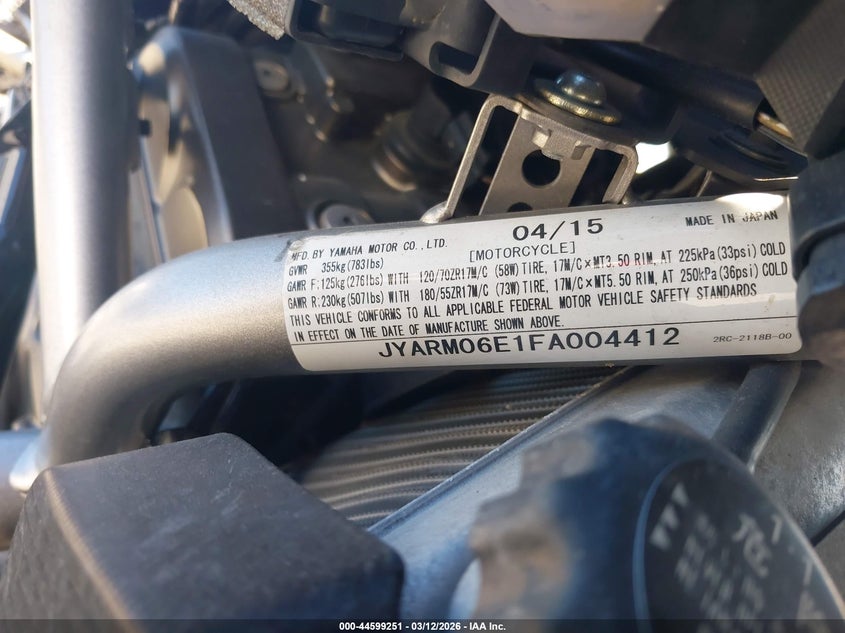 04/15
MADE IN JAPAN
MFD. BY YAMAHA MOTOR CO., LTD.
[MOTORCYCLE]
GVWR 355kg(783lbs)
GAWR F:125kg(276lbs) WITH 120/70ZR17M/C (58W) TIRE, 17M/C×MT3.50 RIM, AT 225kPa(33psi) COLD
GAWR R:230kg(507lbs) WITH 180/55ZR17M/C (73W) TIRE, 17M/C×MT5.50 RIM, AT 250kPa(36psi) COLD
THIS VEHICLE CONFORMS TO ALL APPLICABLE FEDERAL MOTOR VEHICLE SAFETY STANDARDS
IN EFFECT ON THE DATE OF MANUFACTURE SHOWN ABOVE.
JYARM06E1FA004412
2RC-2118B-00
000-44599251 - 03/12/2026 - IAA Inc.